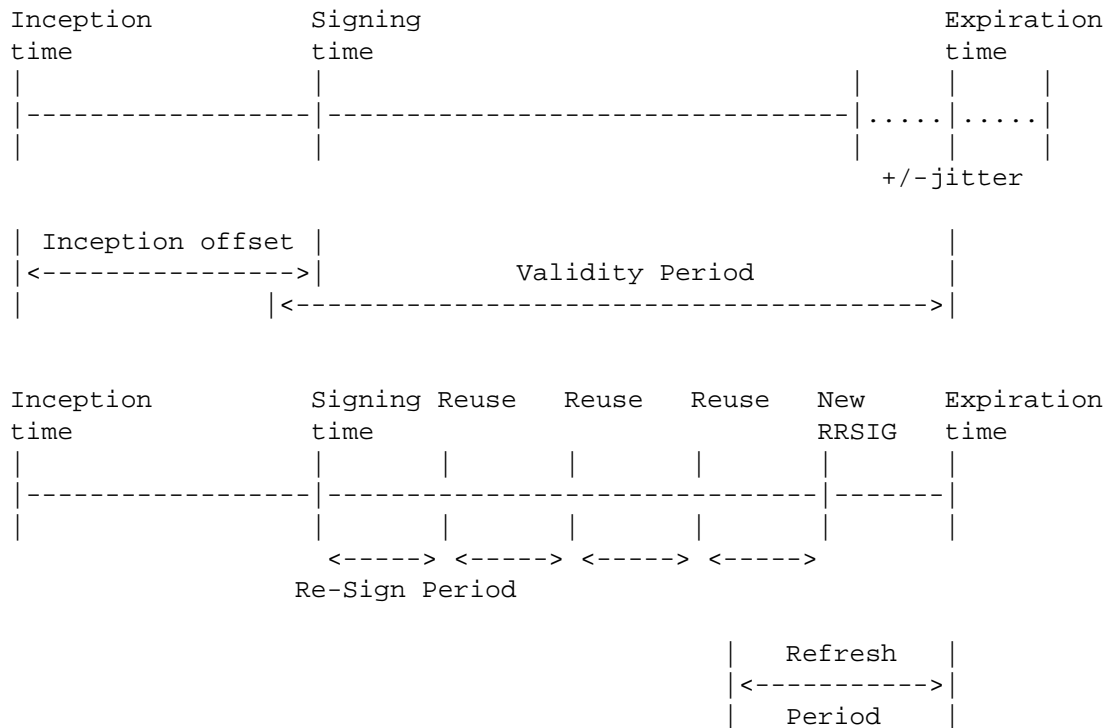 Inception Signing Expiration
time time time
+/-jitter
Inception offset
Validity Period
Inception Signing Reuse Reuse Reuse New Expiration
time time RRSIG time
Re-Sign Period
Refresh
Period